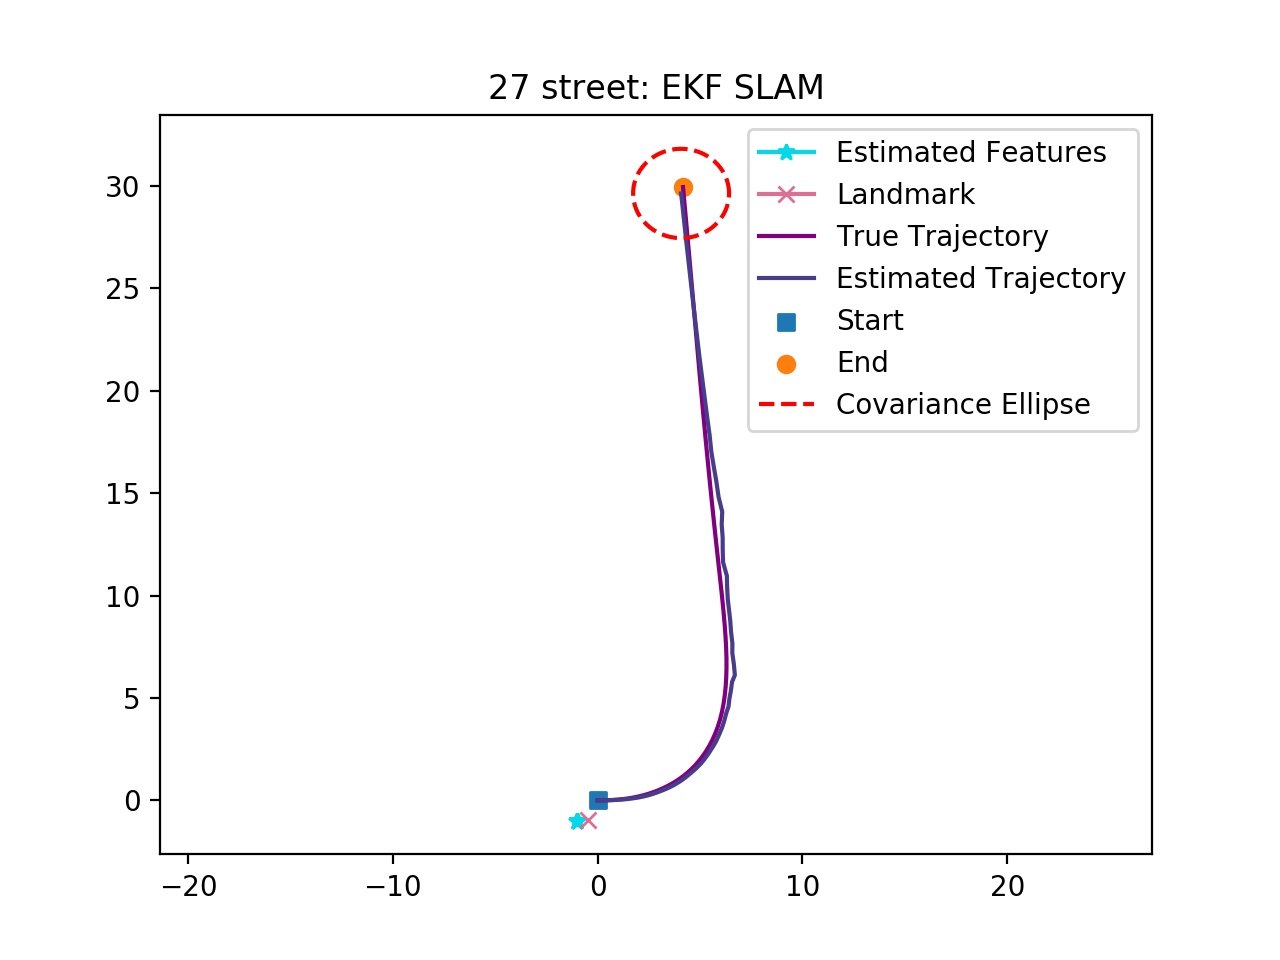 27 street: EKF SLAM
Estimated Features
Landmark
True Trajectory
Estimated Trajectory
Start
End
Covariance Ellipse
30
25
20
15
10
5
0
−20 −10 0 10 20